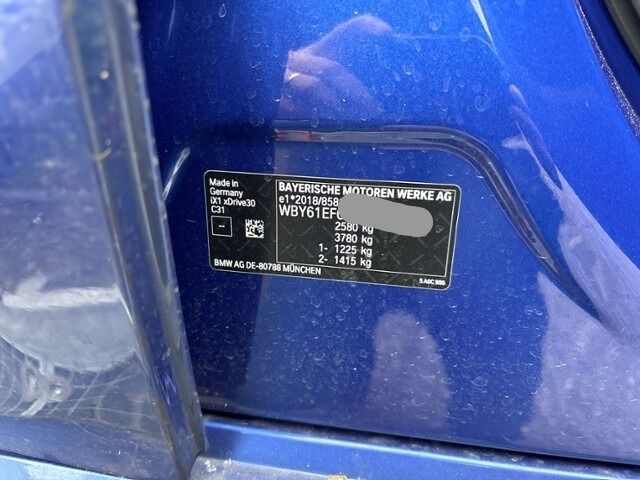 Made in
Germany
iX1 xDrive30
C31
--
BAYERISCHE MOTOREN WERKE AG
e1*2018/858
WBY61EF
2580 kg
3780 kg
1- 1225 kg
2- 1415 kg
BMW AG DE-80788 MÜNCHEN